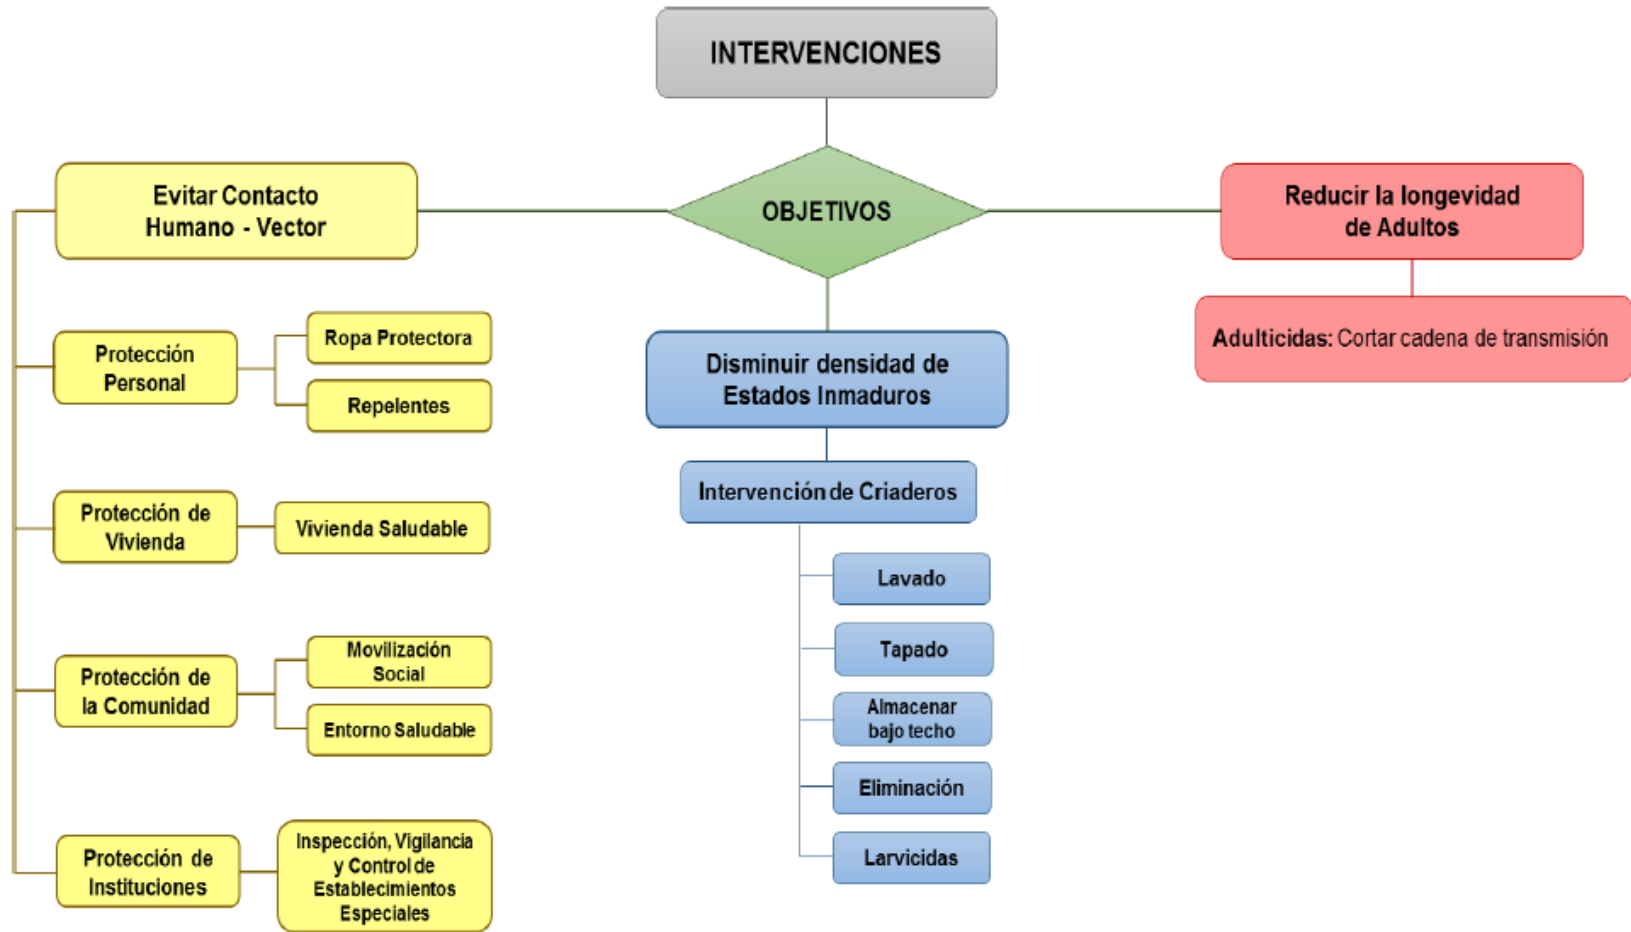 INTERVENCIONES
OBJETIVOS
Evitar Contacto
Humano - Vector
Protección
Personal
Ropa Protectora
Repelentes
Protección de
Vivienda
Vivienda Saludable
Protección de
la Comunidad
Movilización
Social
Entorno Saludable
Protección de
Instituciones
Inspección, Vigilancia
y Control de
Establecimientos
Especiales
Disminuir densidad de
Estados Inmaduros
Intervención de Criaderos
Lavado
Tapado
Almacenar
bajo techo
Eliminación
Larvicidas
Reducir la longevidad
de Adultos
Adulticidas: Cortar cadena de transmisión